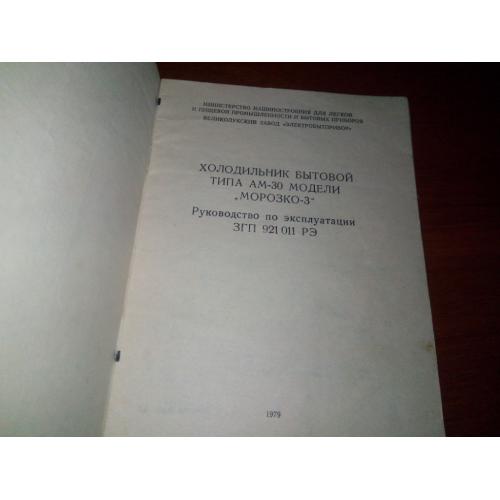 МИНИСТЕРСТВО МАШИНОСТРОЕНИЯ ДЛЯ ЛЕГКОЙ
И ПИЩЕВОЙ ПРОМЫШЛЕННОСТИ И БЫТОВЫХ ПРИБОРОВ
ВЕЛИКОЛУКСКИЙ ЗАВОД «ЭЛЕКТРОБЫТПРИБОР»
ХОЛОДИЛЬНИК БЫТОВОЙ
ТИПА АМ-30 МОДЕЛИ
„МОРОЗКО-3“
Руководство по эксплуатации
ЗГП 921 011 РЭ
1979